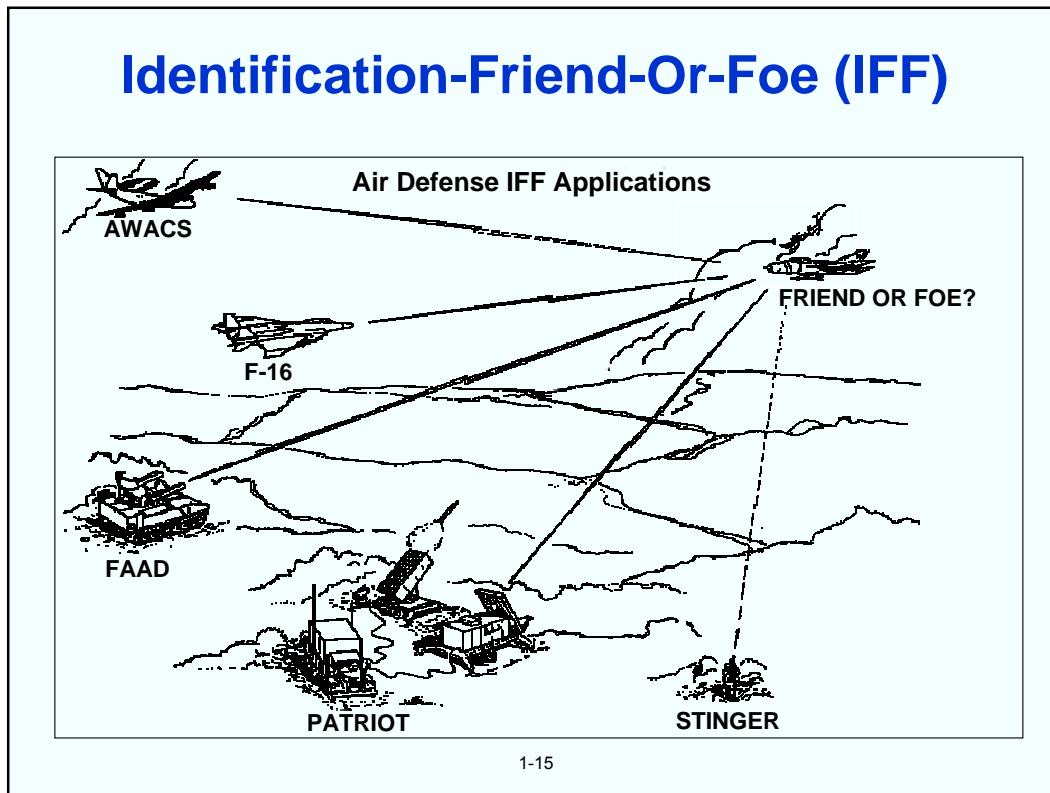 Identification-Friend-Or-Foe (IFF)
Air Defense IFF Applications
AWACS
FRIEND OR FOE?
F-16
FAAD
PATRIOT
STINGER
1-15